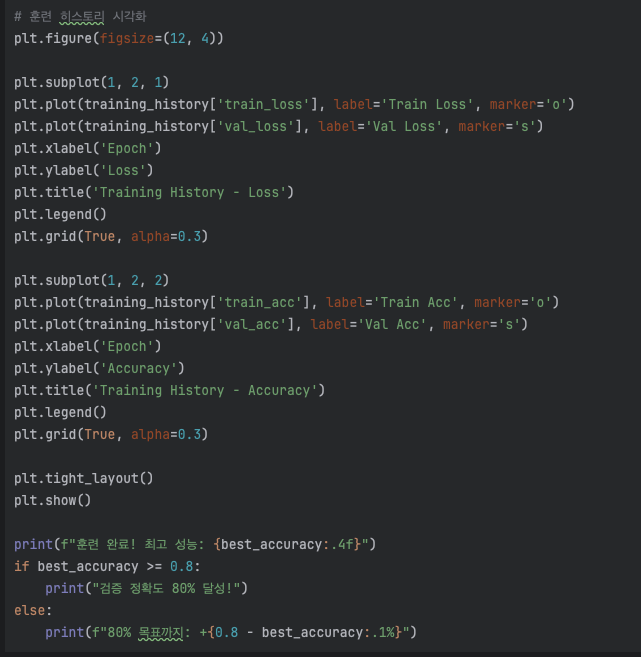 # 훈련 히스토리 시각화
plt.figure(figsize=(12, 4))
plt.subplot(1, 2, 1)
plt.plot(training_history['train_loss'], label='Train Loss', marker='o')
plt.plot(training_history['val_loss'], label='Val Loss', marker='s')
plt.xlabel('Epoch')
plt.ylabel('Loss')
plt.title('Training History - Loss')
plt.legend()
plt.grid(True, alpha=0.3)
plt.subplot(1, 2, 2)
plt.plot(training_history['train_acc'], label='Train Acc', marker='o')
plt.plot(training_history['val_acc'], label='Val Acc', marker='s')
plt.xlabel('Epoch')
plt.ylabel('Accuracy')
plt.title('Training History - Accuracy')
plt.legend()
plt.grid(True, alpha=0.3)
plt.tight_layout()
plt.show()
print(f"훈련 완료! 최고 성능: {best_accuracy:.4f}")
if best_accuracy >= 0.8:
    print("검증 정확도 80% 달성!")
else:
    print(f"80% 목표까지: +{0.8 - best_accuracy:.1%}")